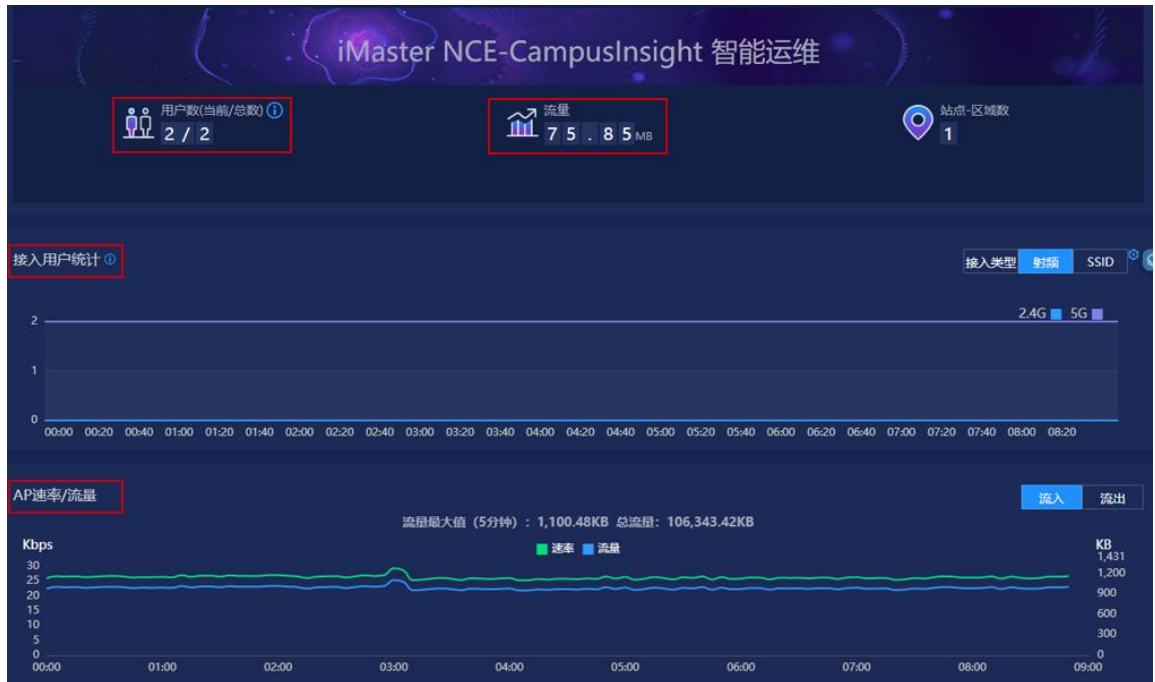 iMaster NCE-CampusInsight 智能运维
用户数(当前/总数)
2 / 2
流量
75.85 MB
站点-区域数
1
接入用户统计
接入类型 射频 SSID
2.4G 5G
2
1
0
00:00 00:20 00:40 01:00 01:20 01:40 02:00 02:20 02:40 03:00 03:20 03:40 04:00 04:20 04:40 05:00 05:20 05:40 06:00 06:20 06:40 07:00 07:20 07:40 08:00 08:20
AP速率/流量
流入 流出
流量最大值（5分钟）: 1,100.48KB 总流量: 106,343.42KB
Kbps
速率 流量
KB
30
25
20
15
10
5
0
1,431
1,200
900
600
300
0
00:00 01:00 02:00 03:00 04:00 05:00 06:00 07:00 08:00 09:00